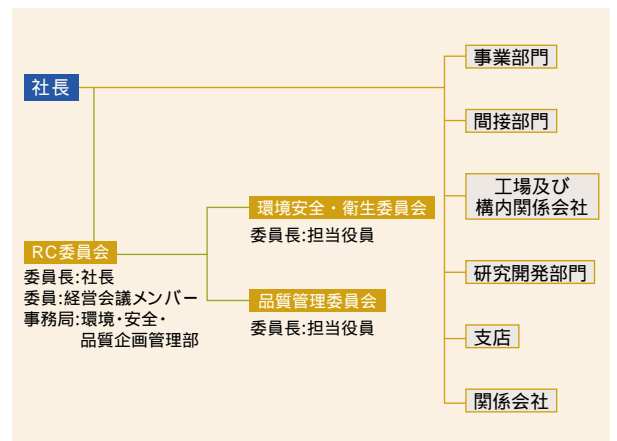 社長
RC委員会
委員長:社長
委員:経営会議メンバー
事務局:環境・安全・
品質企画管理部
環境安全・衛生委員会
委員長:担当役員
品質管理委員会
委員長:担当役員
事業部門
間接部門
工場及び
構内関係会社
研究開発部門
支店
関係会社